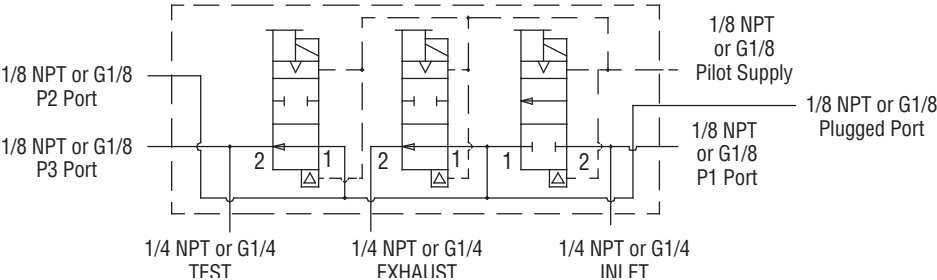 1/8 NPT
or G1/8
Pilot Supply
1/8 NPT or G1/8
P2 Port
1/8 NPT or G1/8
Plugged Port
1/8 NPT or G1/8
P3 Port
1/8 NPT
or G1/8
P1 Port
2
1
2
1
1
2
1/4 NPT or G1/4
TEST
1/4 NPT or G1/4
EXHAUST
1/4 NPT or G1/4
INLET